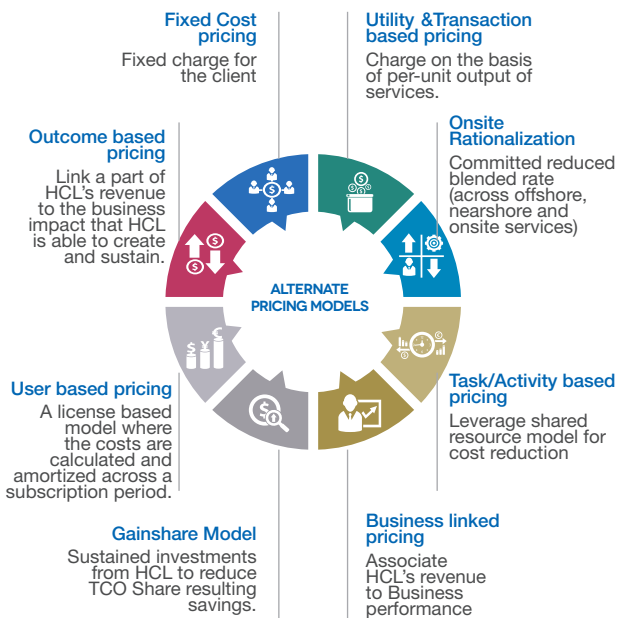 Fixed Cost
pricing
Fixed charge for
the client
Utility &Transaction
based pricing
Charge on the basis
of per-unit output of
services.
Outcome based
pricing
Link a part of
HCL's revenue
to the business
impact that HCL
is able to create
and sustain.
Onsite
Rationalization
Committed reduced
blended rate
(across offshore,
nearshore and
onsite services)
ALTERNATE
PRICING MODELS
User based pricing
A license based
model where
the costs are
calculated and
amortized across a
subscription period.
Task/Activity based
pricing
Leverage shared
resource model for
cost reduction
Gainshare Model
Sustained investments
from HCL to reduce
TCO Share resulting
savings.
Business linked
pricing
Associate
HCL's revenue
to Business
performance